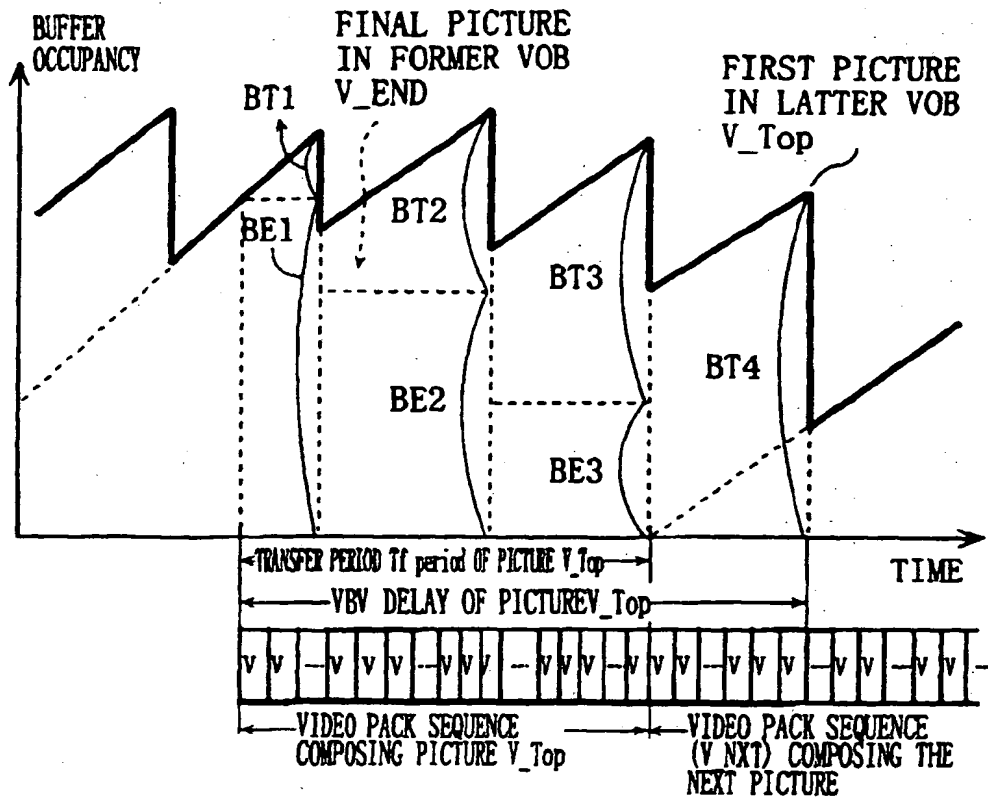 BUFFER
OCCUPANCY
FINAL PICTURE
IN FORMER VOB
V_END
FIRST PICTURE
IN LATTER VOB
V_Top
BT1
BE1
BT2
BT3
BT4
BE2
BE3
TRANSFER PERIOD Tf period OF PICTURE V_Top
TIME
VBV DELAY OF PICTUREV_Top
V V — V V V — V V V — V V V V V V — V V V — V V — V V —
VIDEO PACK SEQUENCE
COMPOSING PICTURE V_Top
VIDEO PACK SEQUENCE
(V NXT) COMPOSING THE
NEXT PICTURE